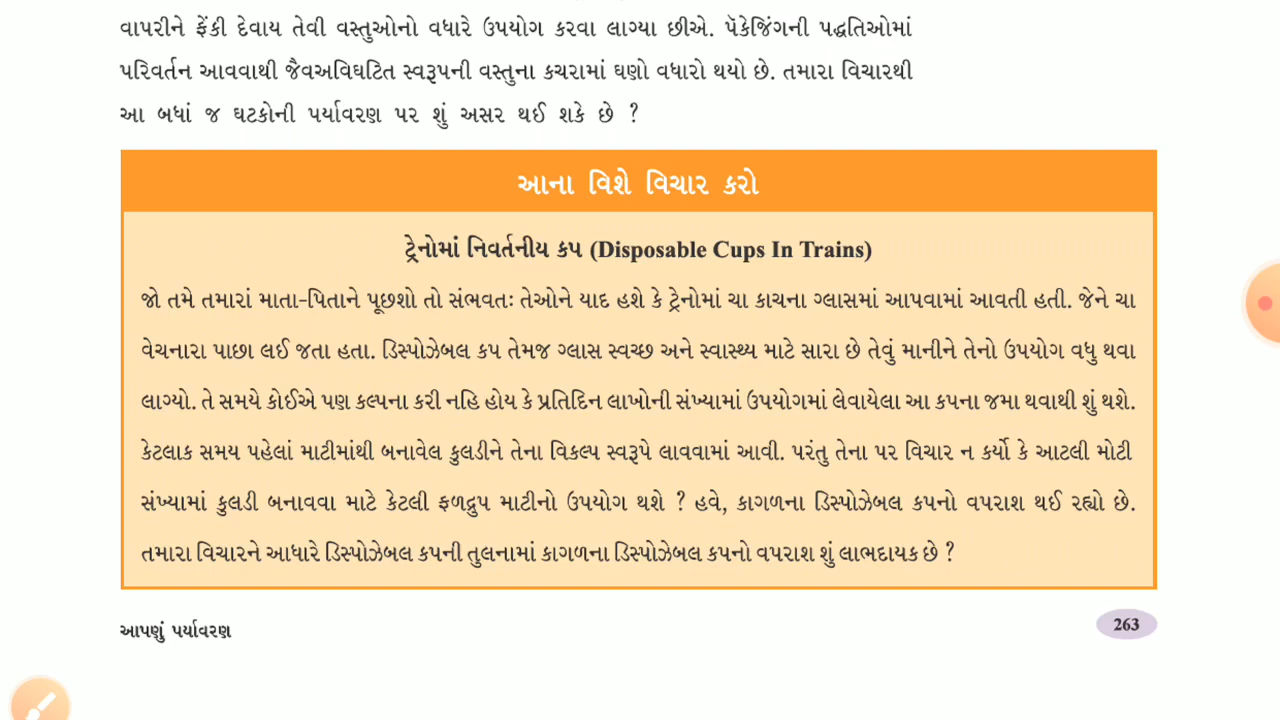 વાપરીને ફેંકી દેવાય તેવી વસ્તુઓનો વધારે ઉપયોગ કરવા લાગ્યા છીએ. પૅકેજિંગની પદ્ધતિઓમાં
પરિવર્તન આવવાથી જૈવઅવિઘટિત સ્વરૂપની વસ્તુના કચરામાં ઘણો વધારો થયો છે. તમારા વિચારથી
આ બધાં જ ઘટકોની પર્યાવરણ પર શું અસર થઈ શકે છે ?
આના વિશે વિચાર કરો
ટ્રેનોમાં નિવર્તનીય કપ (Disposable Cups In Trains)
જો તમે તમારાં માતા-પિતાને પૂછશો તો સંભવતઃ તેઓને યાદ હશે કે ટ્રેનોમાં ચા કાચના ગ્લાસમાં આપવામાં આવતી હતી. જેને ચા
વેચનારા પાછા લઈ જતા હતા. ડિસ્પોઝેબલ કપ તેમજ ગ્લાસ સ્વચ્છ અને સ્વાસ્થ્ય માટે સારા છે તેવું માનીને તેનો ઉપયોગ વધુ થવા
લાગ્યો. તે સમયે કોઈએ પણ કલ્પના કરી નહિ હોય કે પ્રતિદિન લાખોની સંખ્યામાં ઉપયોગમાં લેવાયેલા આ કપના જમા થવાથી શું થશે.
કેટલાક સમય પહેલાં માટીમાંથી બનાવેલ કુલડીને તેના વિકલ્પ સ્વરૂપે લાવવામાં આવી. પરંતુ તેના પર વિચાર ન કર્યો કે આટલી મોટી
સંખ્યામાં કુલડી બનાવવા માટે કેટલી ફળદ્રુપ માટીનો ઉપયોગ થશે ? હવે, કાગળના ડિસ્પોઝેબલ કપનો વપરાશ થઈ રહ્યો છે.
તમારા વિચારને આધારે ડિસ્પોઝેબલ કપની તુલનામાં કાગળના ડિસ્પોઝેબલ કપનો વપરાશ શું લાભદાયક છે ?
આપણું પર્યાવરણ
263